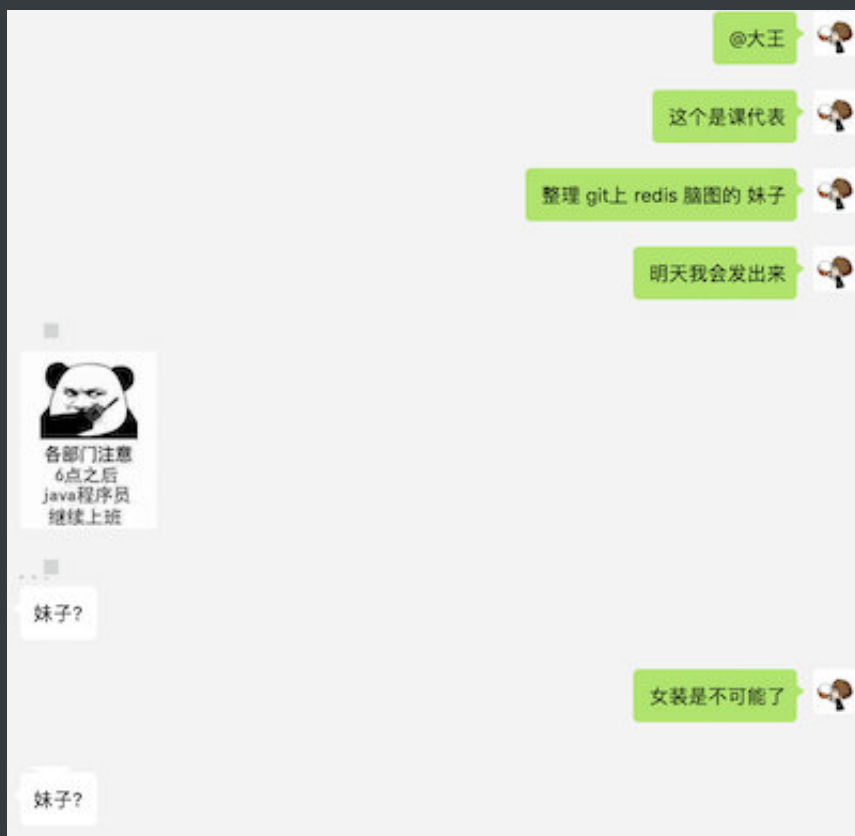 @大王
这个是课代表
整理 git上 redis 脑图的 妹子
明天我会发出来
各部门注意
6点之后
java程序员
继续上班
妹子?
女装是不可能了
妹子?